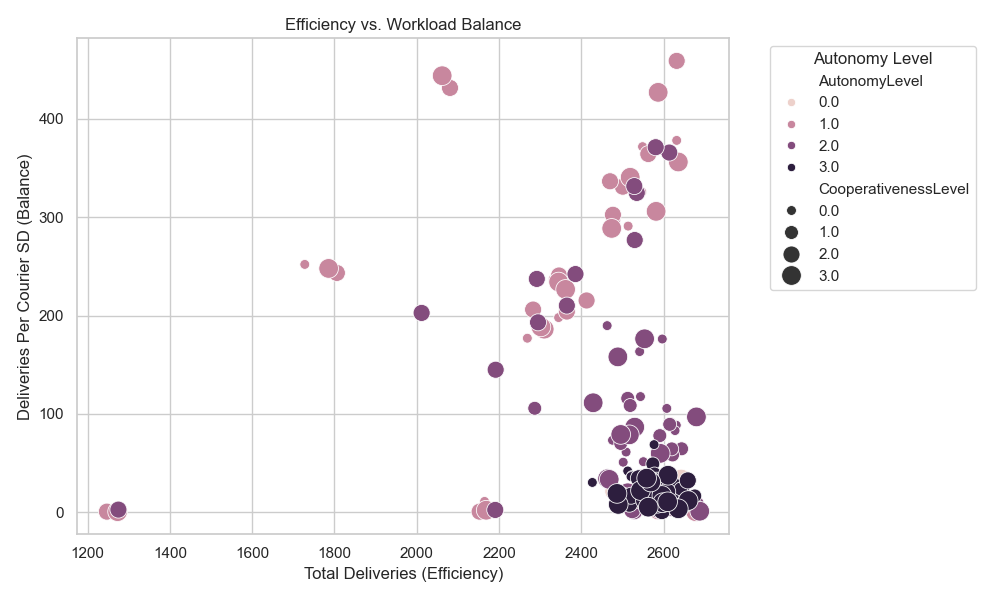 Efficiency vs. Workload Balance
Deliveries Per Courier SD (Balance)
400
300
200
100
0
1200 1400 1600 1800 2000 2200 2400 2600
Total Deliveries (Efficiency)
Autonomy Level
AutonomyLevel
0.0
1.0
2.0
3.0
CooperativenessLevel
0.0
1.0
2.0
3.0